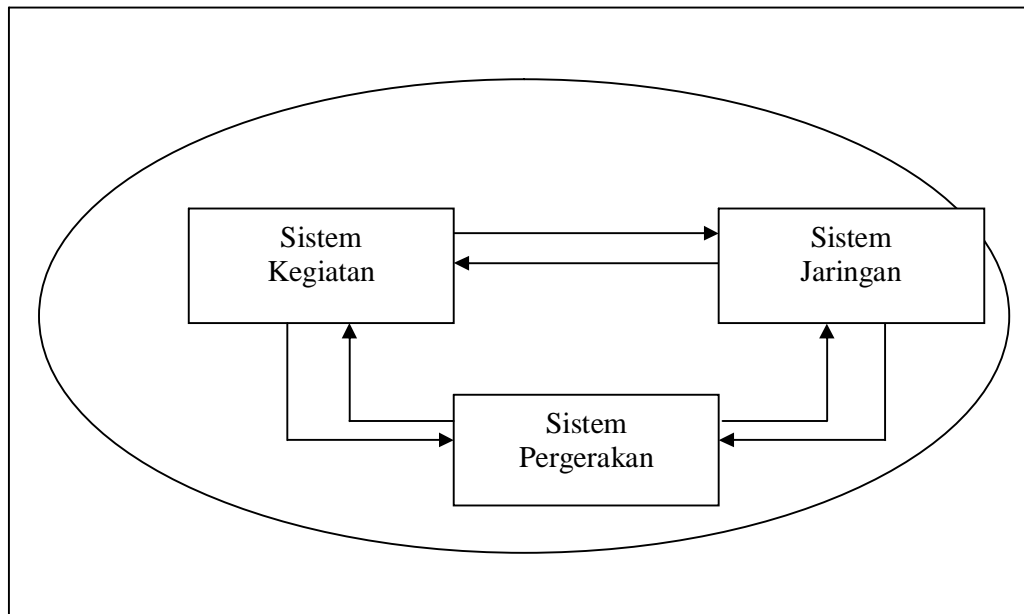 Sistem
Kegiatan
Sistem
Jaringan
Sistem
Pergerakan